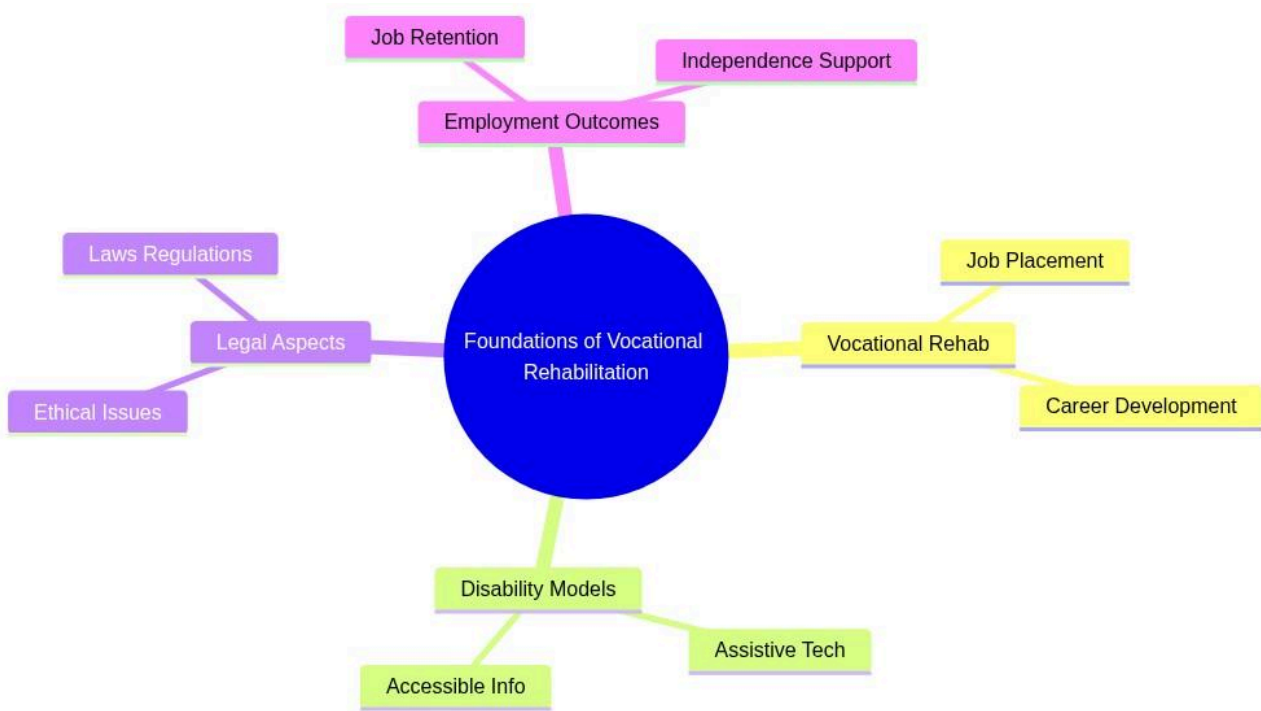 Job Retention
Independence Support
Employment Outcomes
Laws Regulations
Job Placement
Legal Aspects
Foundations of Vocational
Rehabilitation
Vocational Rehab
Ethical Issues
Career Development
Disability Models
Assistive Tech
Accessible Info